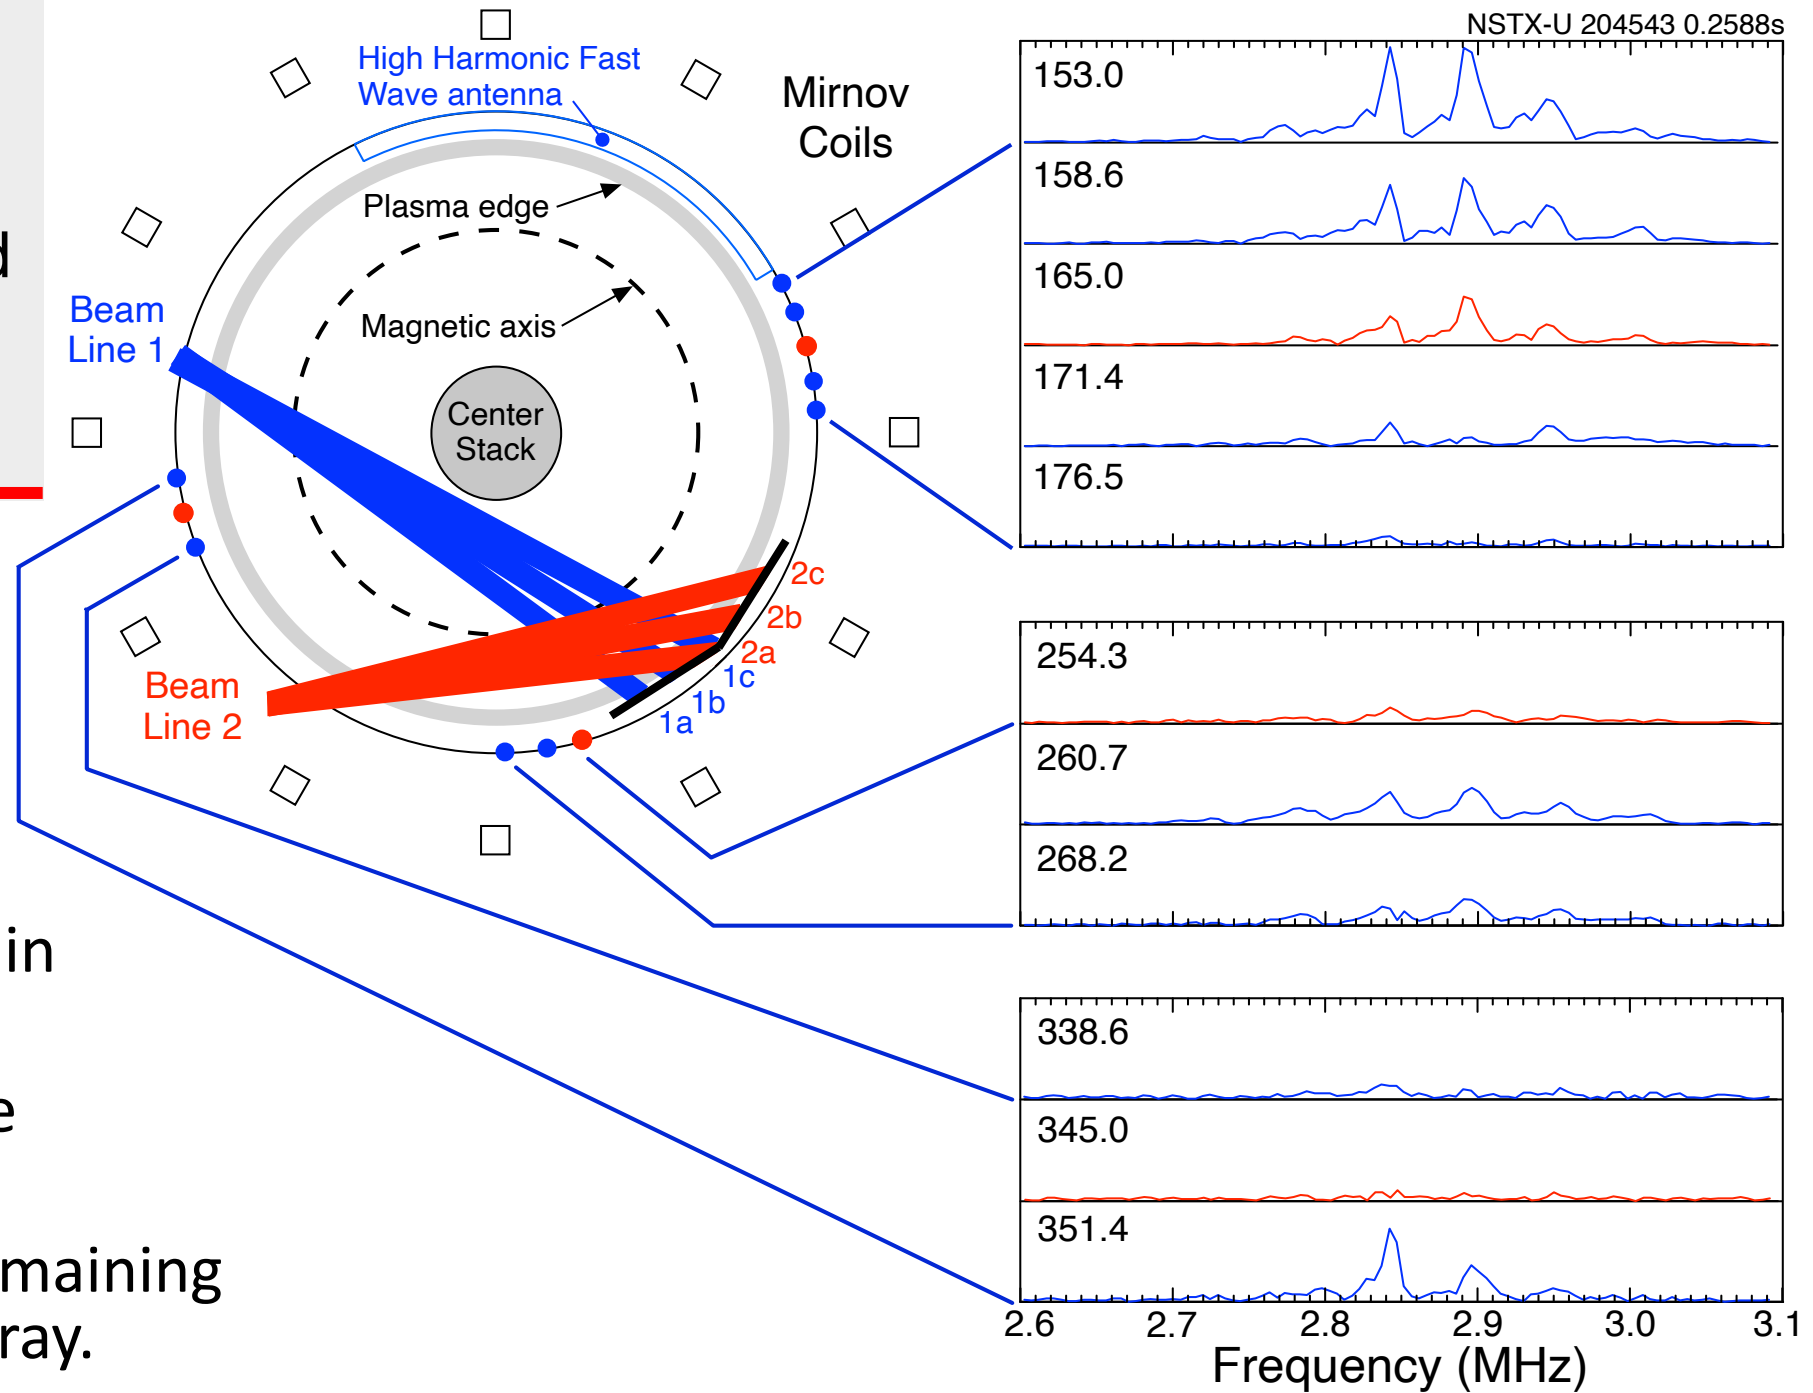 NSTX-U 204543 0.2588s
High Harmonic Fast
Wave antenna
Mirnov
Coils
Plasma edge
Magnetic axis
Center
Stack
Beam
Line 1
Beam
Line 2
2c
2b
2a
1c
1b
1a
153.0
158.6
165.0
171.4
176.5
254.3
260.7
268.2
338.6
345.0
351.4
2.6 2.7 2.8 2.9 3.0 3.1
Frequency (MHz)
d
in
e
maining
ray.